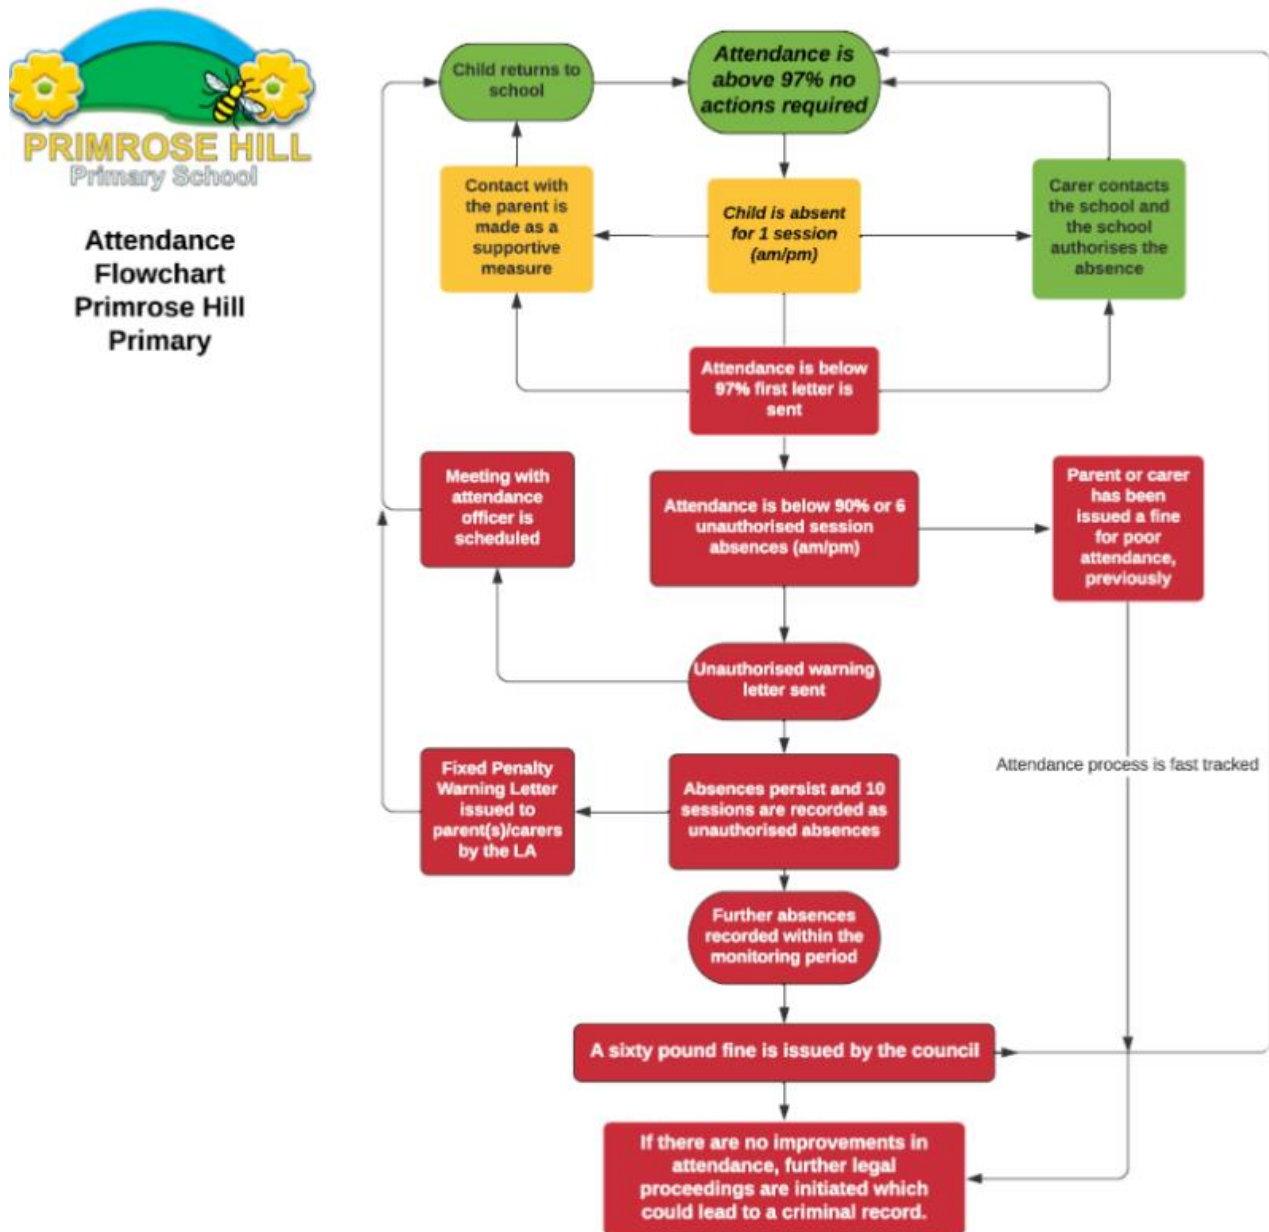 PRIMROSE HILL
Primary School
Attendance
Flowchart
Primrose Hill
Primary
Child returns to
school
Attendance is
above 97% no
actions required
Contact with
the parent is
made as a
supportive
measure
Child is absent
for 1 session
(am/pm)
Carer contacts
the school and
the school
authorises the
absence
Attendance is below
97% first letter is
sent
Meeting with
attendance
officer is
scheduled
Attendance is below 90% or 6
unauthorised session
absences (am/pm)
Parent or carer
has been
issued a fine
for poor
attendance,
previously
Unauthorised warning
letter sent
Fixed Penalty
Warning Letter
issued to
parent(s)/carers
by the LA
Absences persist and 10
sessions are recorded as
unauthorised absences
Attendance process is fast tracked
Further absences
recorded within the
monitoring period
A sixty pound fine is issued by the council
If there are no improvements in
attendance, further legal
proceedings are initiated which
could lead to a criminal record.